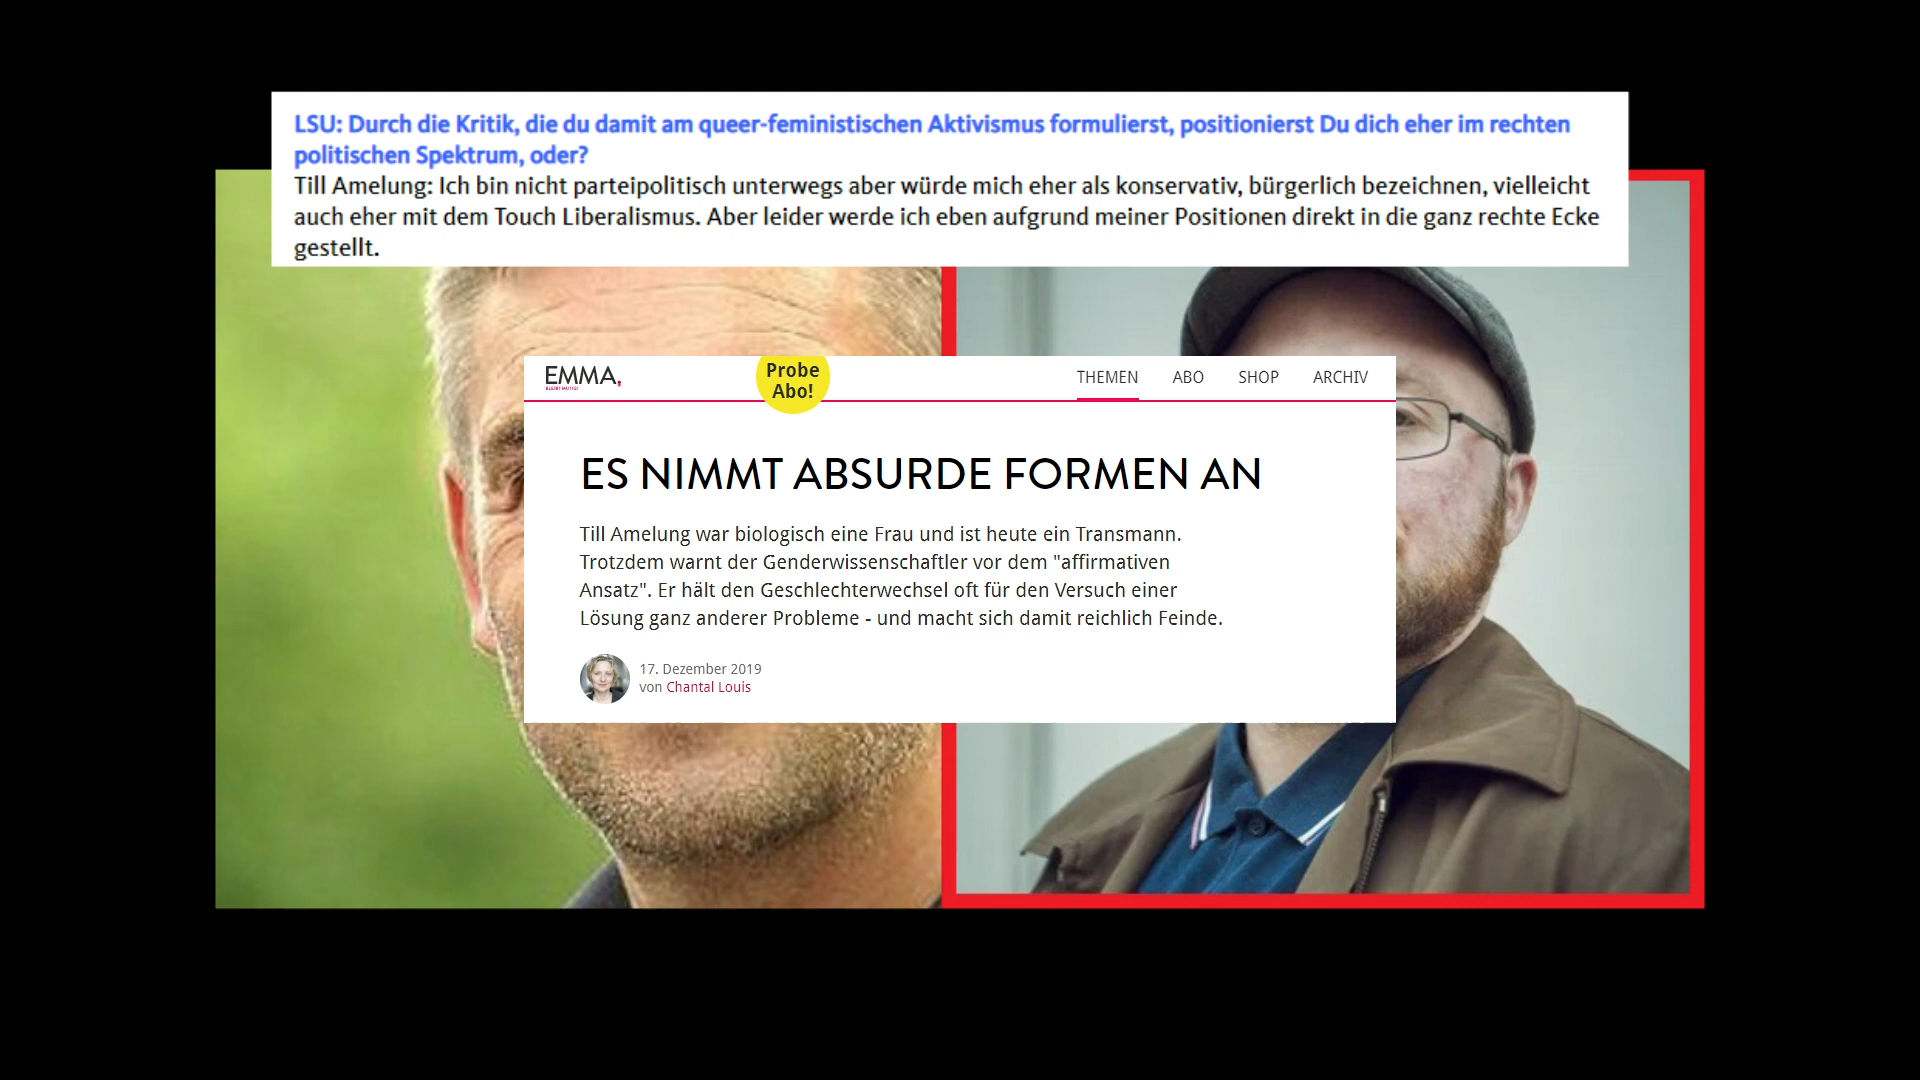 LSU: Durch die Kritik, die du damit am queer-feministischen Aktivismus formulierst, positionierst Du dich eher im rechten
politischen Spektrum, oder?
Till Amelung: Ich bin nicht parteipolitisch unterwegs aber würde mich eher als konservativ, bürgerlich bezeichnen, vielleicht
auch eher mit dem Touch Liberalismus. Aber leider werde ich eben aufgrund meiner Positionen direkt in die ganz rechte Ecke
gestellt.
EMMA,
Probe
Abo!
THEMEN ABO SHOP ARCHIV
ES NIMMT ABSURDE FORMEN AN
Till Amelung war biologisch eine Frau und ist heute ein Transmann.
Trotzdem warnt der Genderwissenschaftler vor dem "affirmativen
Ansatz". Er hält den Geschlechterwechsel oft für den Versuch einer
Lösung ganz anderer Probleme - und macht sich damit reichlich Feinde.
17. Dezember 2019
von Chantal Louis